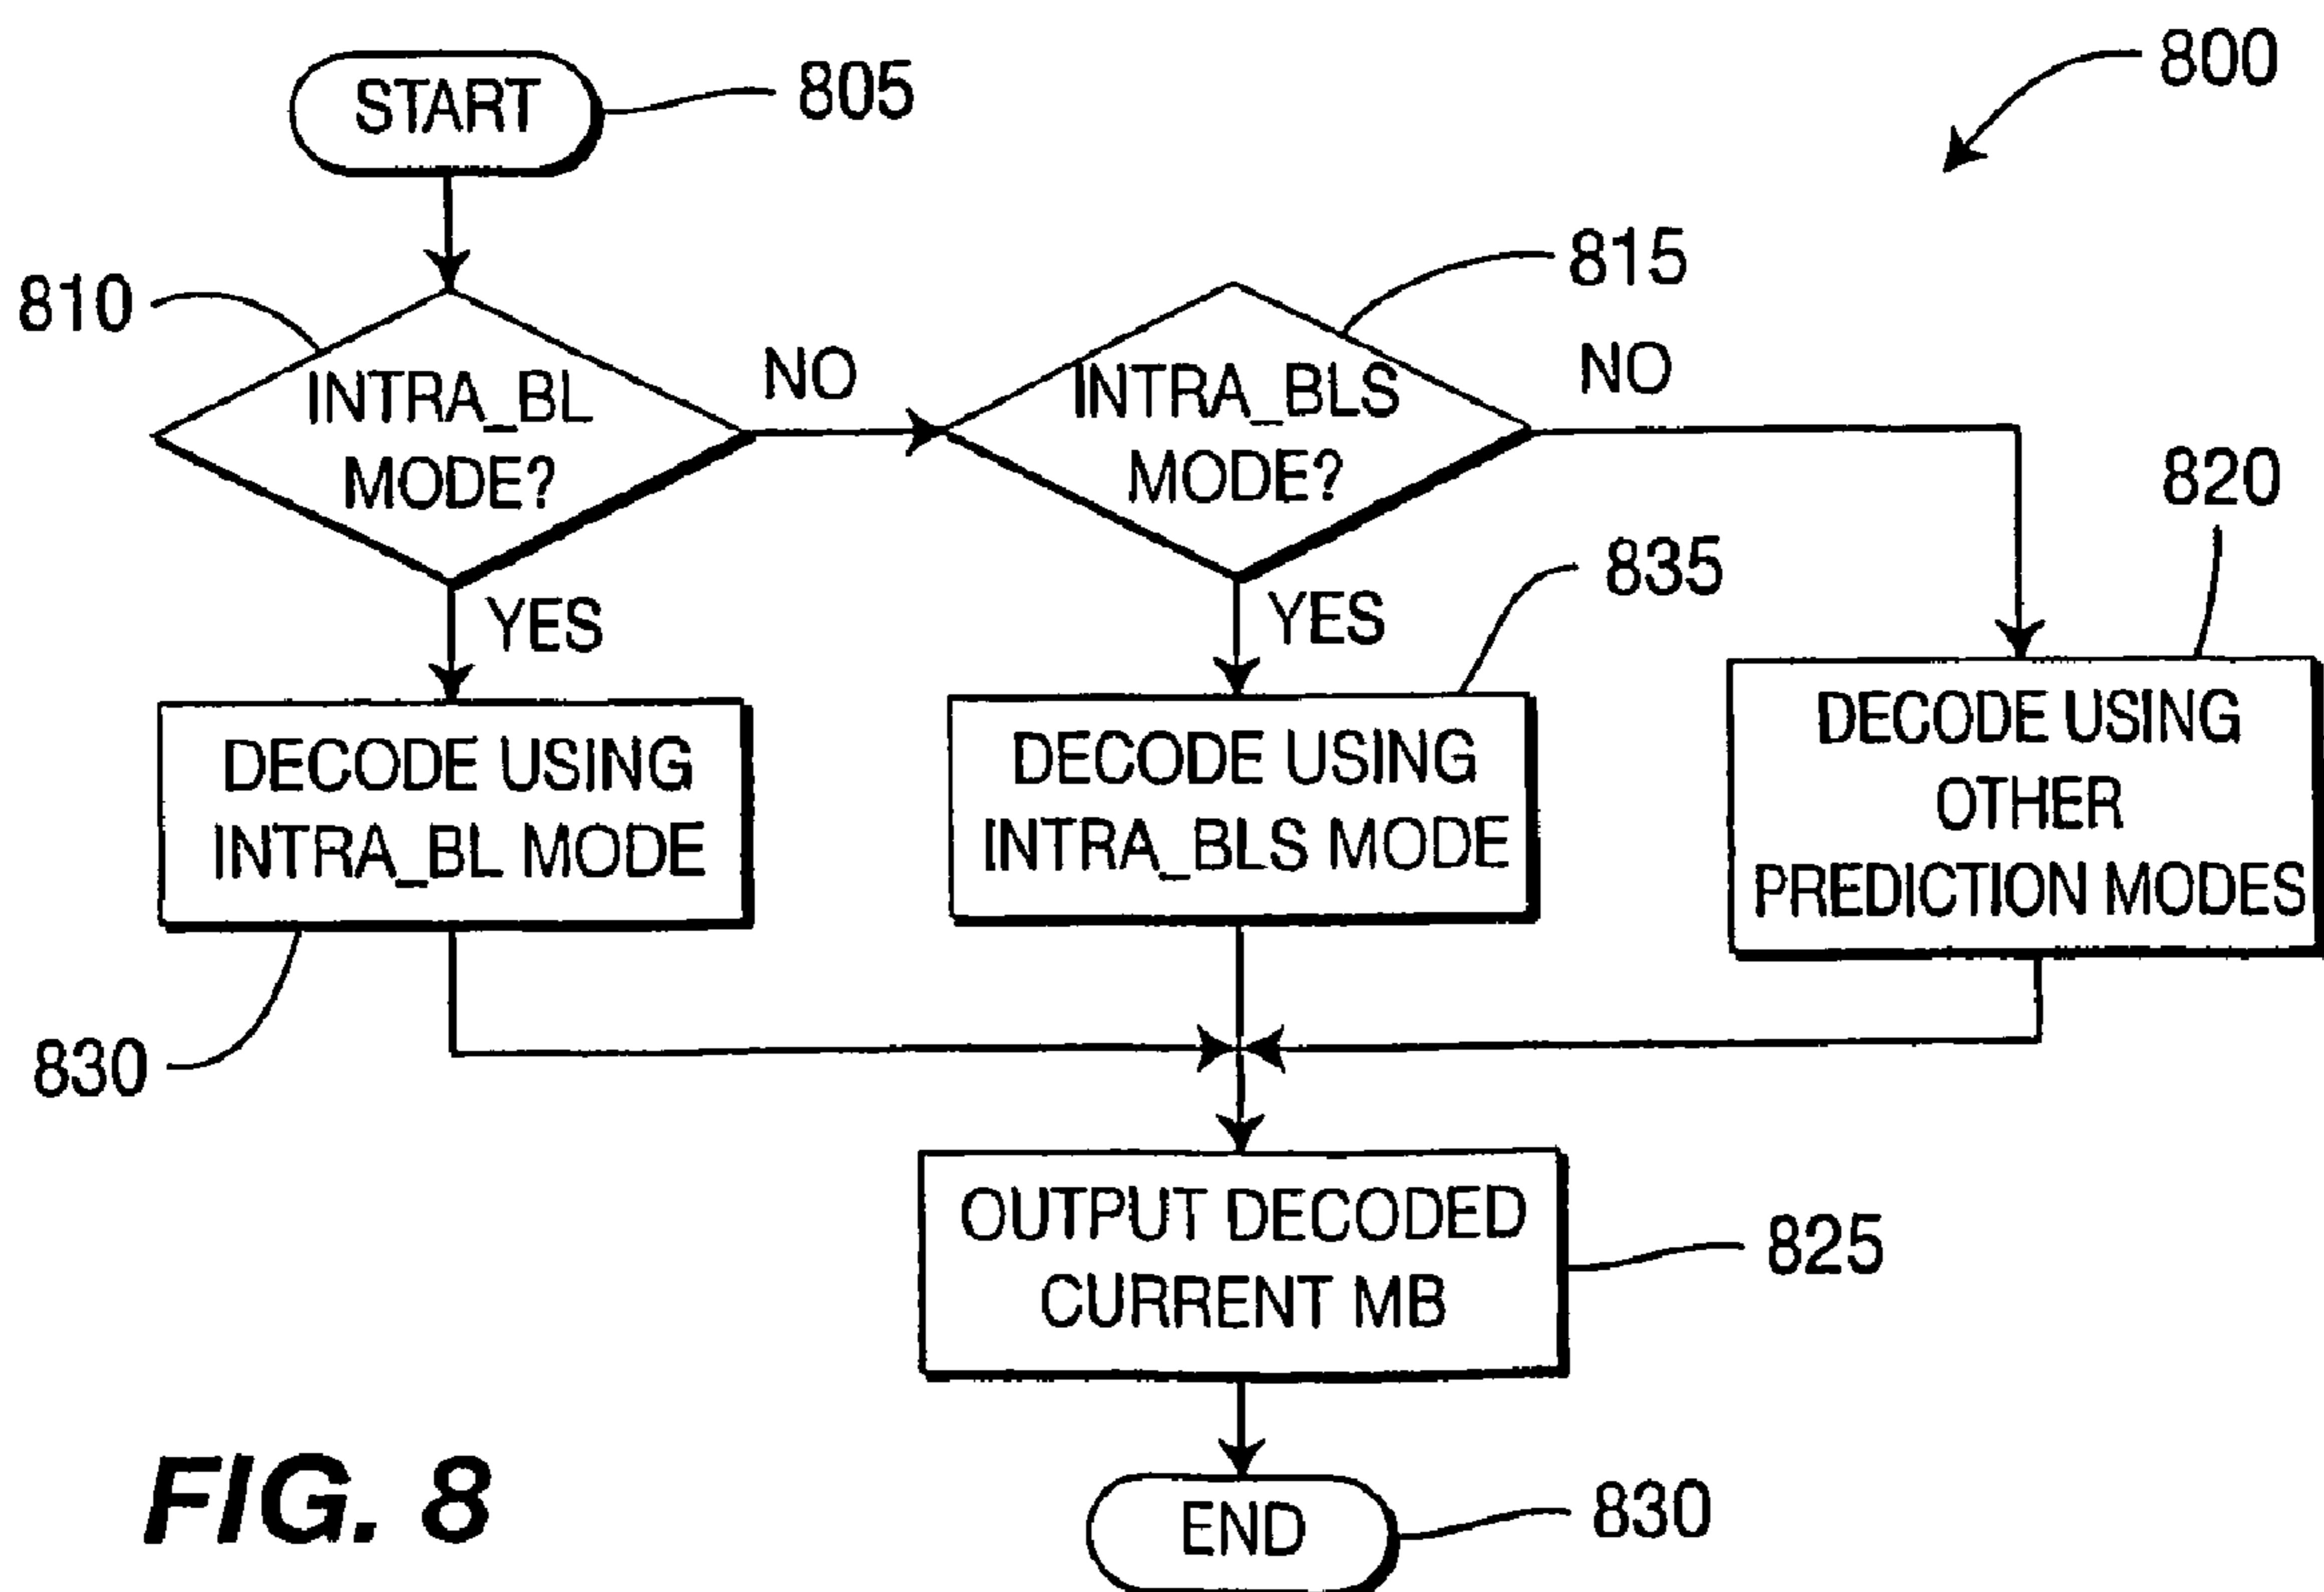 800
START
805
810
INTRA_BL
MODE?
NO
815
INTRA_BLS
MODE?
NO
820
YES
YES
835
DECODE USING
INTRA_BL MODE
DECODE USING
INTRA_BLS MODE
DECODE USING
OTHER
PREDICTION MODES
830
OUTPUT DECODED
CURRENT MB
825
END
830
FIG. 8